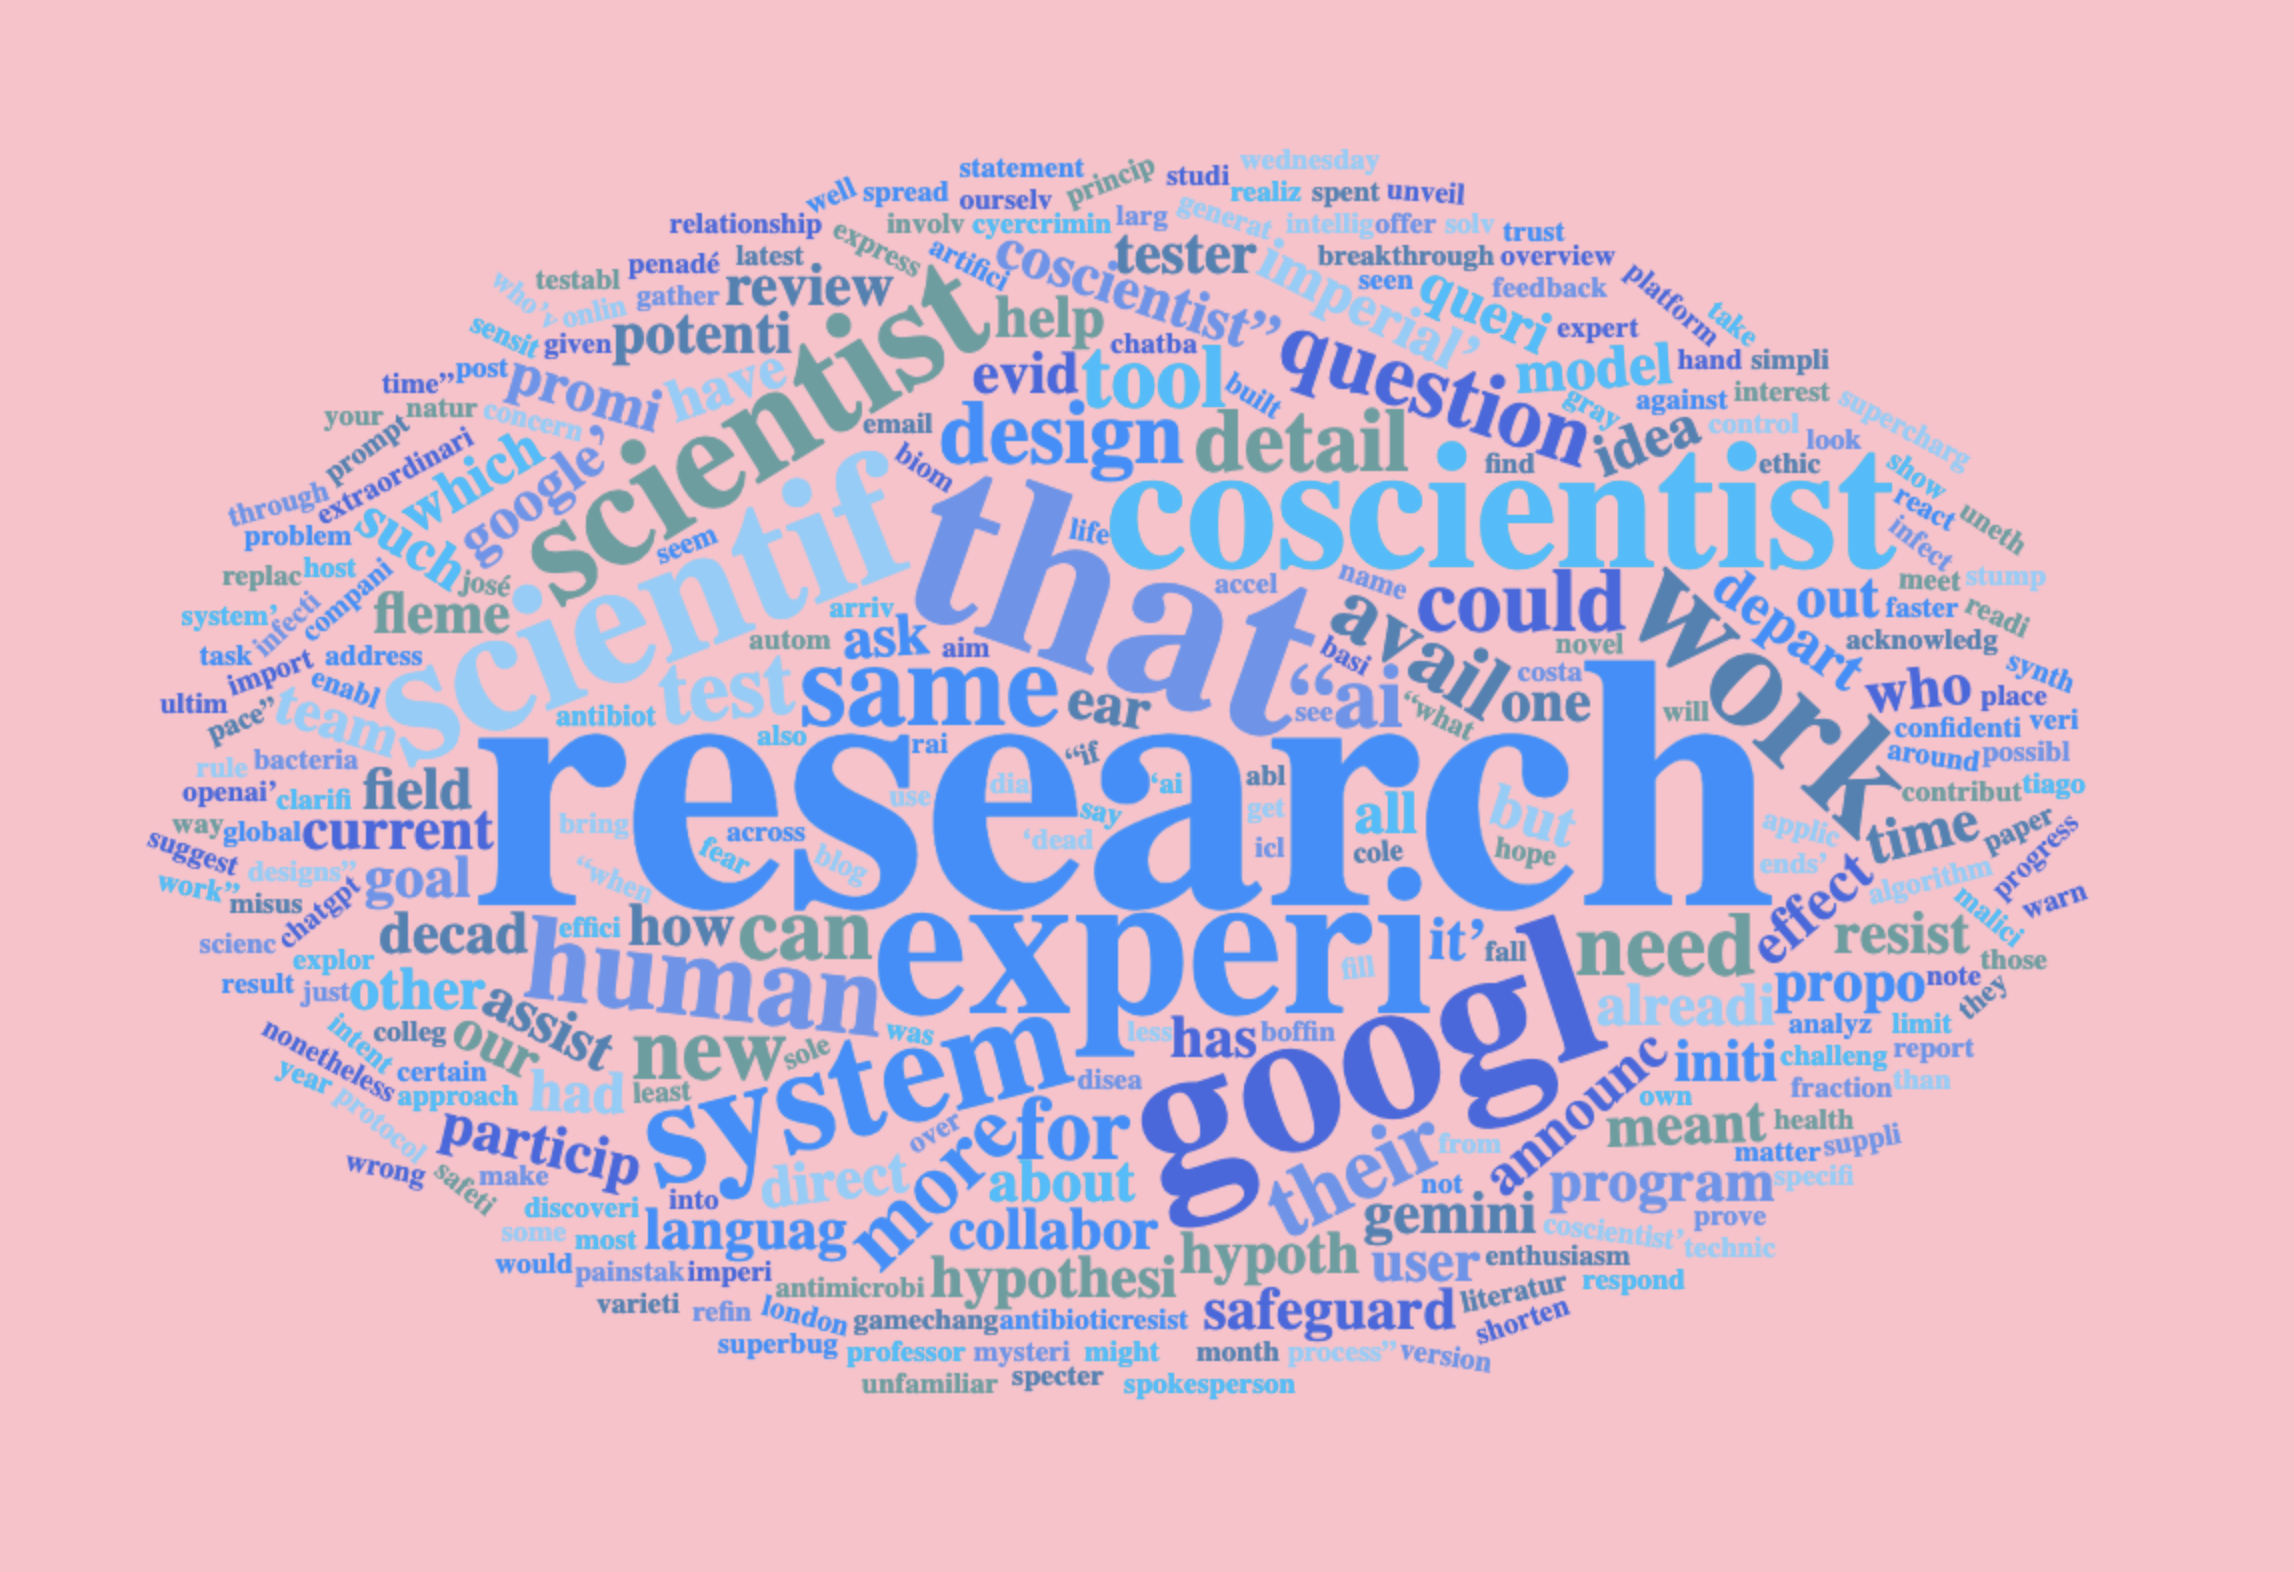 statement
princip
studi
wednesday
well
spread
ourselv
realiz
spent
unveil
relationship
involv
cyercrimin
larg
generat
intellig
offer
solv
trust
express
artifici
coscientist”
tester
imperial’
breakthrough
overview
penadé
latest
testabl
who’v
onlin
gather
review
seen
queri
feedback
platform
take
sensit
given
potenti
scientist
help
chatba
question
expert
time”
post
promi
have
evid
tool
built
model
hand
simpli
your
natur
concern
gray
against
interest
supercharg
prompt
extraordinari
which
google’
email
design
detail
idea
control
look
through
such
biom
find
coscientist
ethic
show
react
uneth
problem
seem
scientif
that
life
infect
replac
host
compani
josé
accel
name
could
work
depart
out
meet
stump
system’
infecti
fleme
arriv
avail
faster
readi
task
import
address
autom
ask
aim
basi
novel
acknowledg
synth
ultim
enabl
test
same
ear
“ai
costa
one
who
place
pace”
team
antibiot
see
“what
will
confidenti
veri
rule
bacteria
also
rai
“if
research
around
possibl
openai’
clarifi
field
use
dia
‘ai
abl
contribut
tiago
way
global
current
bring
across
say
get
all
but
applic
time
paper
progress
suggest
designs”
goal
fear
blog
‘dead
icl
cole
hope
ends’
work”
misus
chatgpt
“when
effect
algorithm
malici
warn
scienc
decad
effici
how
can
experi
it’
fall
need
resist
explor
human
fill
those
result
just
other
assist
googl
alreadi
propo
note
they
nonetheless
intent
colleg
our
new
sole
was
less
has
boffin
analyz
limit
year
certain
system
disea
announc
initi
challeng
report
protocol
approach
had
least
own
fraction
than
particip
over
more
for
their
from
meant
health
wrong
safeti
make
direct
about
not
matter
suppli
discoveri
into
program
specifi
some
most
languag
collabor
gemini
coscientist’
prove
technic
would
painstak
imperi
hypoth
user
enthusiasm
varieti
antimicrobi
hypothesi
literatur
respond
refin
london
gamechang
antibioticresist
safeguard
shorten
superbug
professor
mysteri
might
month
process”
version
unfamiliar
specter
spokesperson